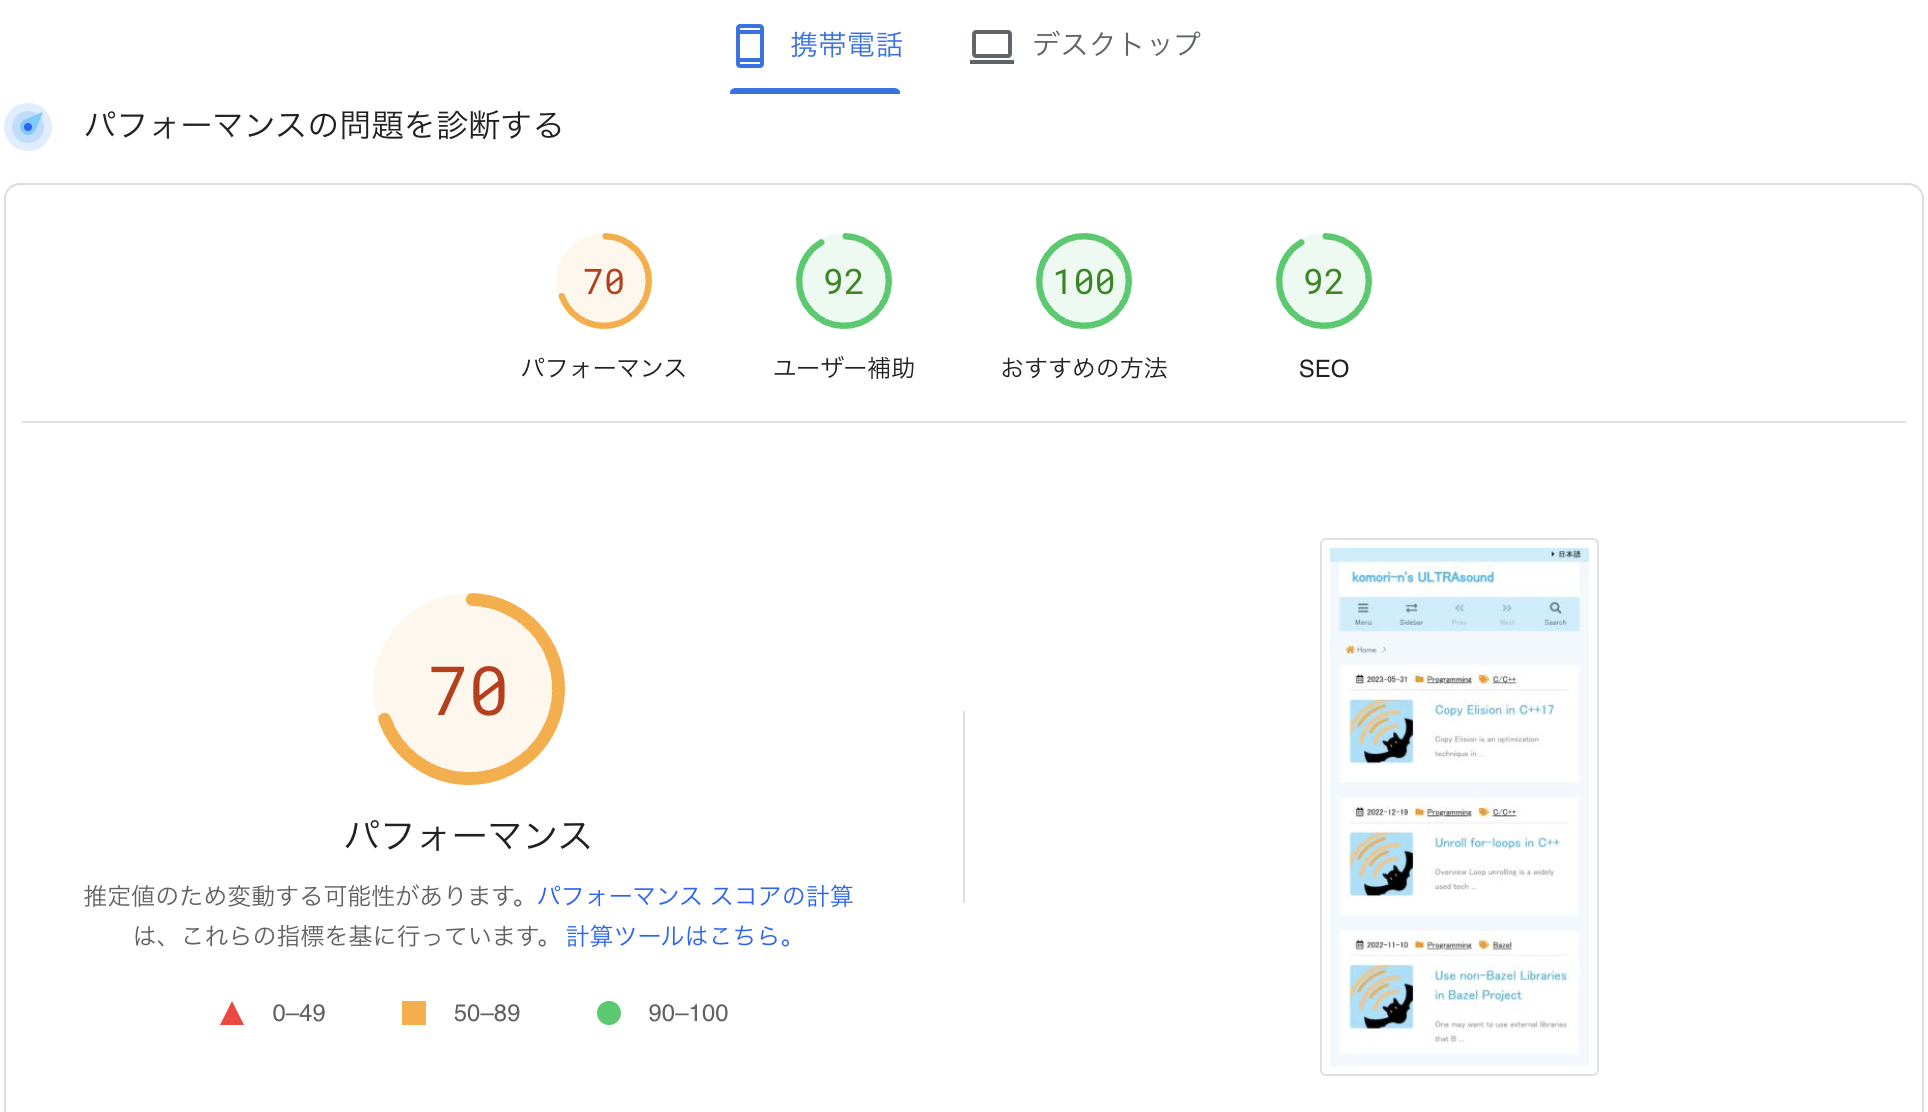 携帯電話
デスクトップ
パフォーマンスの問題を診断する
70
92
100
92
パフォーマンス
ユーザー補助
おすすめの方法
SEO
70
パフォーマンス
推定値のため変動する可能性があります。パフォーマンス スコアの計算
は、これらの指標を基に行っています。計算ツールはこちら。
0–49
50–89
90–100
日本語
komori-n's ULTRAsound
Menu
Sidebar
Prev
Next
Search
Home
2023-05-31 Programming C/C++
Copy Elision in C++17
Copy Elision is an optimization
technique in ...
2022-12-19 Programming C/C++
Unroll for-loops in C++
Overview Loop unrolling is a widely
used tech ...
2022-11-10 Programming Bazel
Use non-Bazel Libraries
in Bazel Project
One may want to use external libraries
that B ...